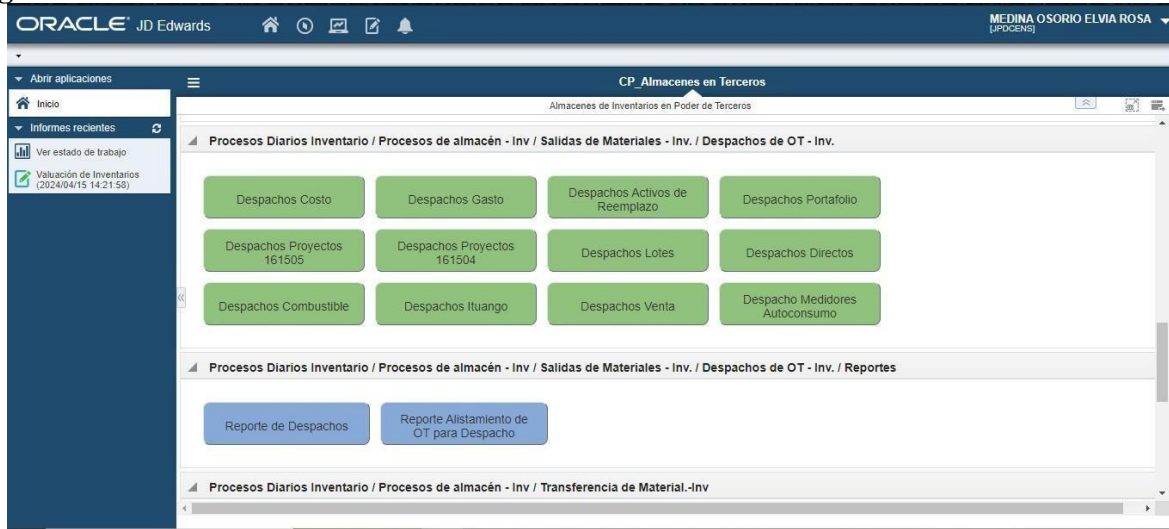 ORACLE JD Edwards
MEDINA OSORIO ELVIA ROSA
[JPDCENS]
Abrir aplicaciones
Inicio
Informes recientes
Ver estado de trabajo
Valuación de Inventarios
(2024/04/15 14:21:58)
CP_Almacenes en Terceros
Almacenes de Inventarios en Poder de Terceros
Procesos Diarios Inventario / Procesos de almacén - Inv / Salidas de Materiales - Inv. / Despachos de OT - Inv.
Despachos Costo
Despachos Gasto
Despachos Activos de
Reemplazo
Despachos Portafolio
Despachos Proyectos
161505
Despachos Proyectos
161504
Despachos Lotes
Despachos Directos
Despachos Combustible
Despachos Ituango
Despachos Venta
Despacho Medidores
Autoconsumo
Procesos Diarios Inventario / Procesos de almacén - Inv / Salidas de Materiales - Inv. / Despachos de OT - Inv. / Reportes
Reporte de Despachos
Reporte Alistamiento de
OT para Despacho
Procesos Diarios Inventario / Procesos de almacén - Inv / Transferencia de Material.-Inv